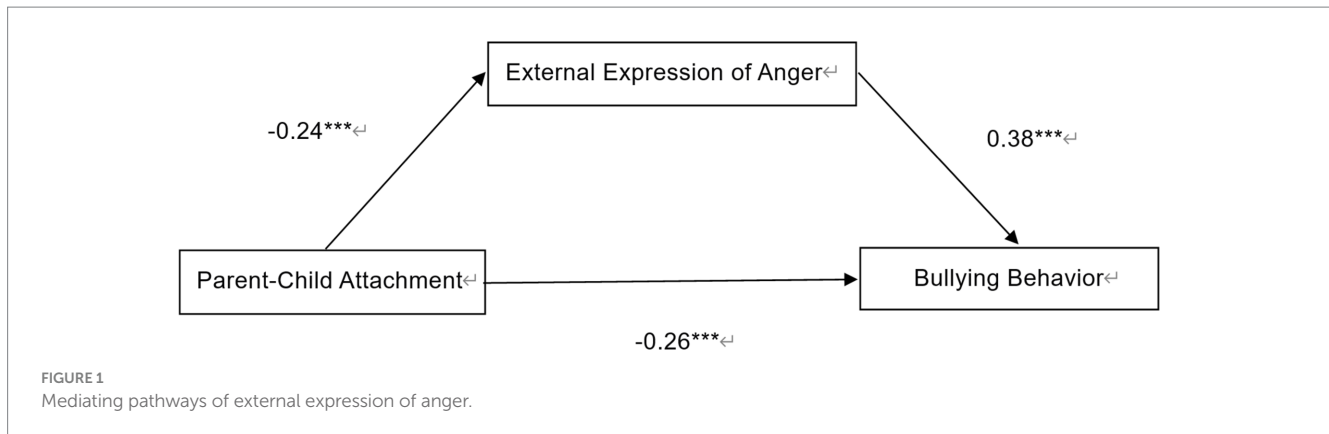 External Expression of Anger↵
-0.24***↵
0.38***↵
Parent-Child Attachment↵
Bullying Behavior↵
-0.26***↵
FIGURE 1
Mediating pathways of external expression of anger.